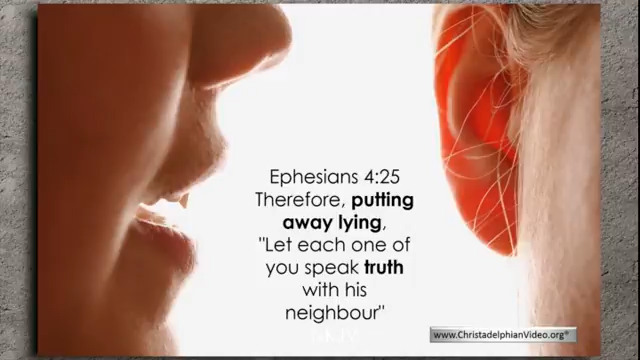 Ephesians 4:25
Therefore, putting
away lying,
"Let each one of
you speak truth
with his
neighbour"
NKJV
www.ChristadelphianVideo.org®